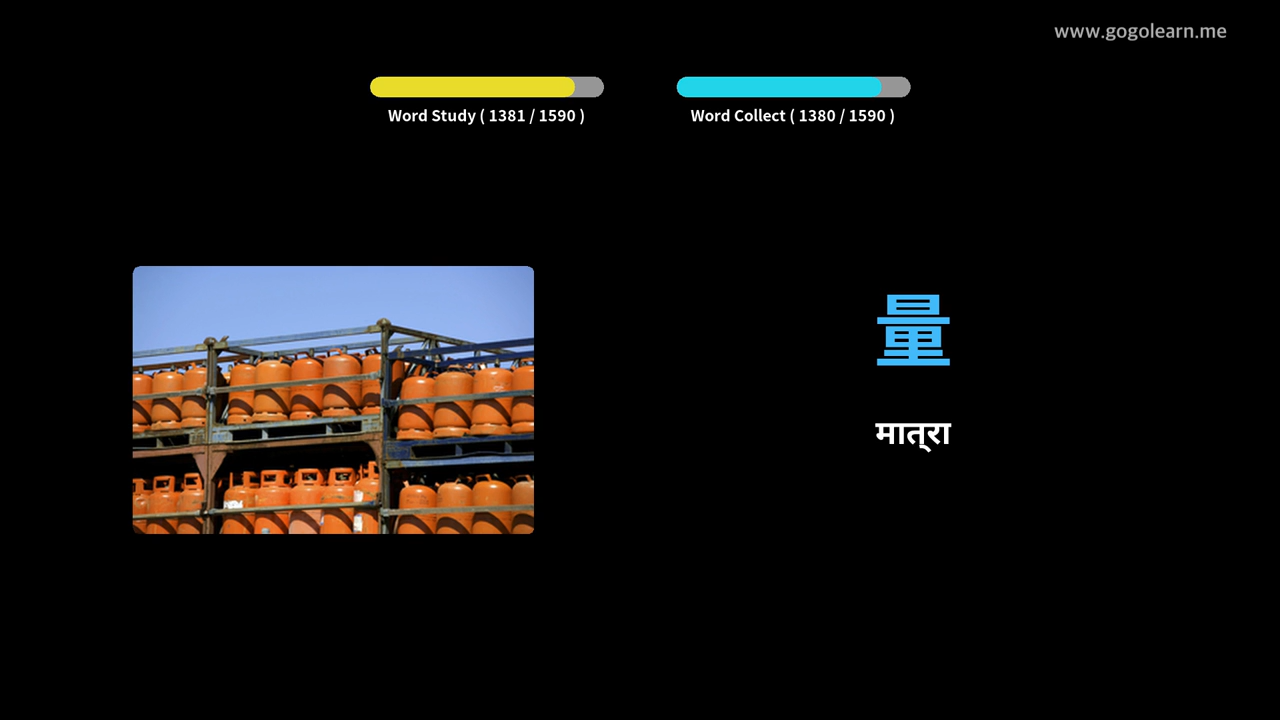 www.gogolearn.me
Word Study ( 1381 / 1590 )
Word Collect ( 1380 / 1590 )
量
मात्रा